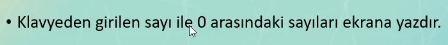 • Klavyeden girilen sayı ile 0 arasındaki sayıları ekrana yazdır.